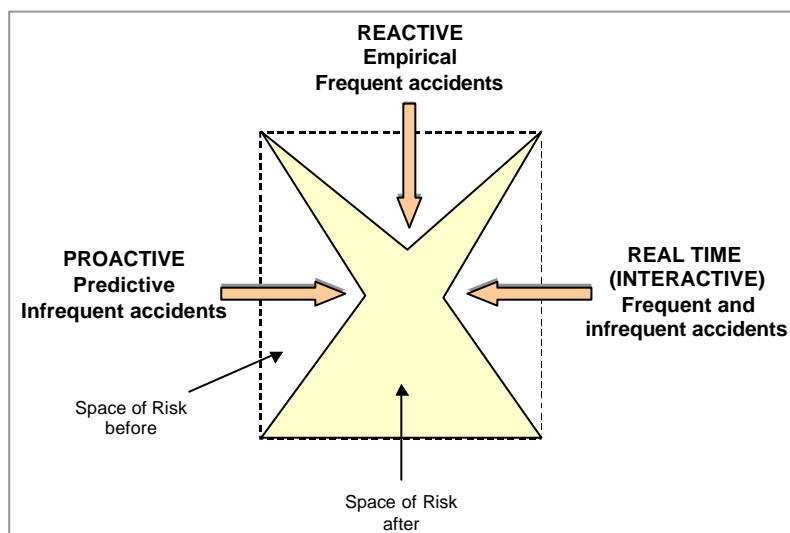 REACTIVE
Empirical
Frequent accidents
PROACTIVE
Predictive
Infrequent accidents
REAL TIME
(INTERACTIVE)
Frequent and
infrequent accidents
Space of Risk
before
Space of Risk
after